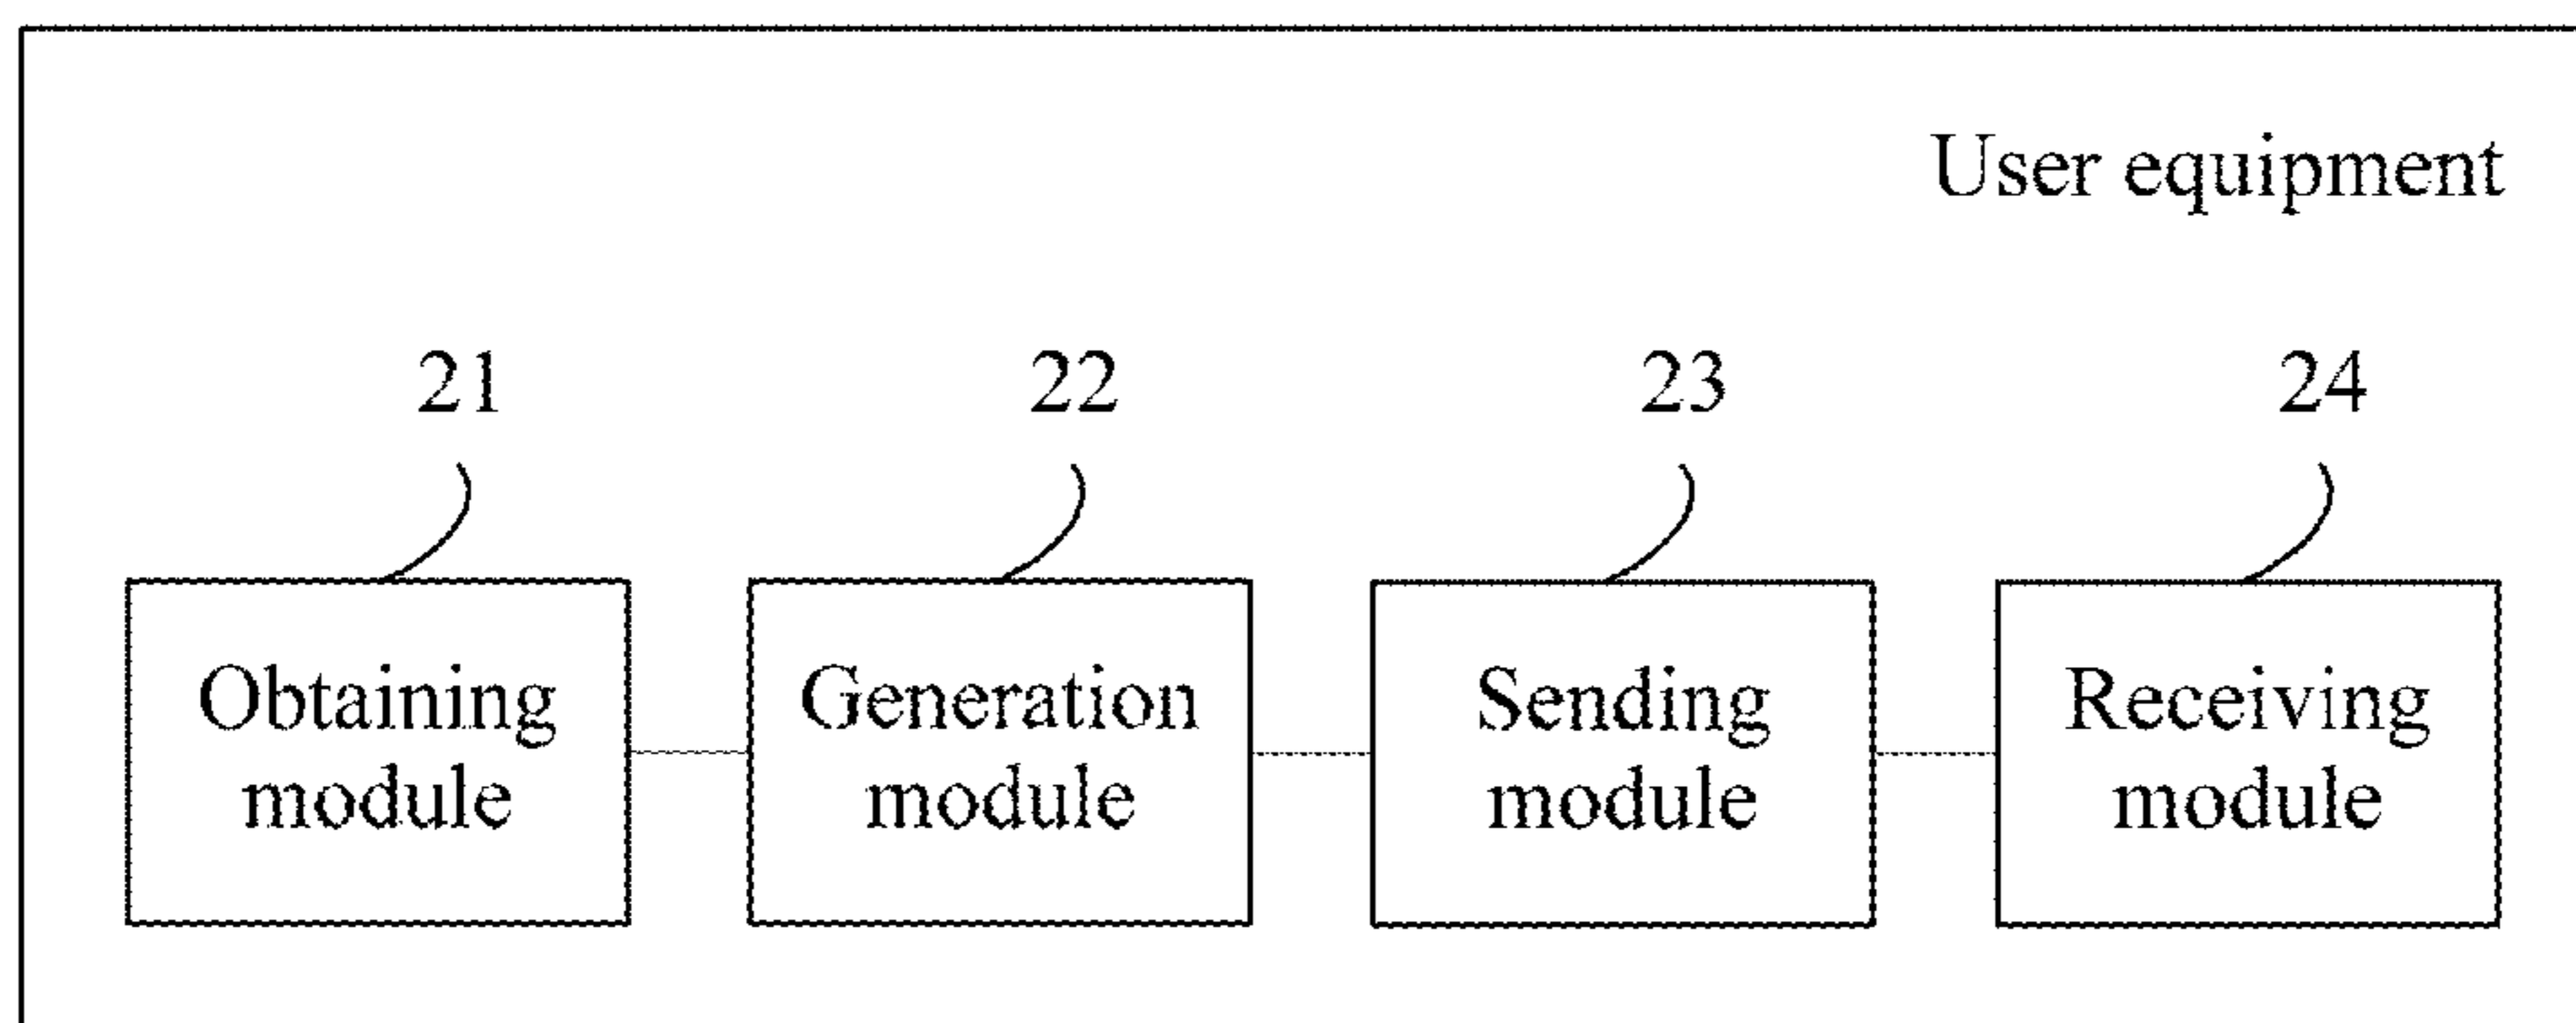 User equipment
21
22
23
24
Obtaining
module
Generation
module
Sending
module
Receiving
module